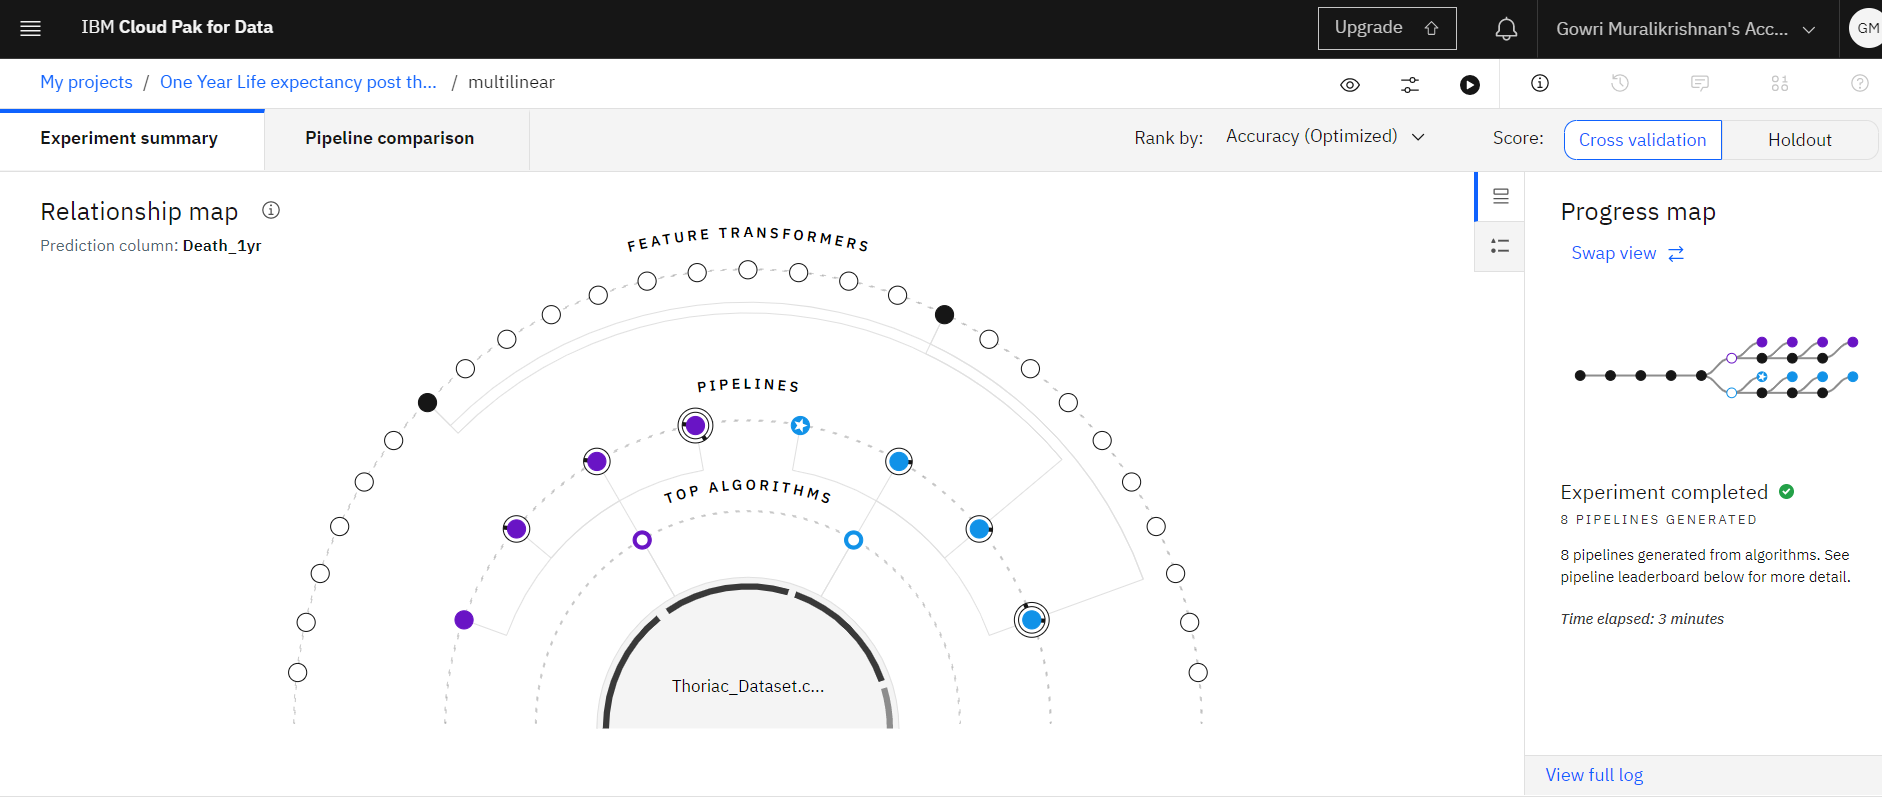 IBM Cloud Pak for Data
Upgrade
Gowri Muralikrishnan's Acc...
GM
My projects / One Year Life expectancy post th... / multilinear
Experiment summary
Pipeline comparison
Rank by: Accuracy (Optimized)
Score: Cross validation Holdout
Relationship map
Prediction column: Death_1yr
FEATURE TRANSFORMERS
PIPELINES
TOP ALGORITHMS
Thoriac_Dataset.c...
Progress map
Swap view
Experiment completed
8 PIPELINES GENERATED
8 pipelines generated from algorithms. See
pipeline leaderboard below for more detail.
Time elapsed: 3 minutes
View full log